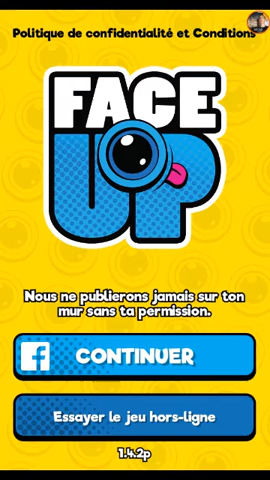 Politique de confidentialité et Conditions
FACE
UP
Nous ne publierons jamais sur ton
mur sans ta permission.
f CONTINUER
Essayer le jeu hors-ligne
1.4.2p